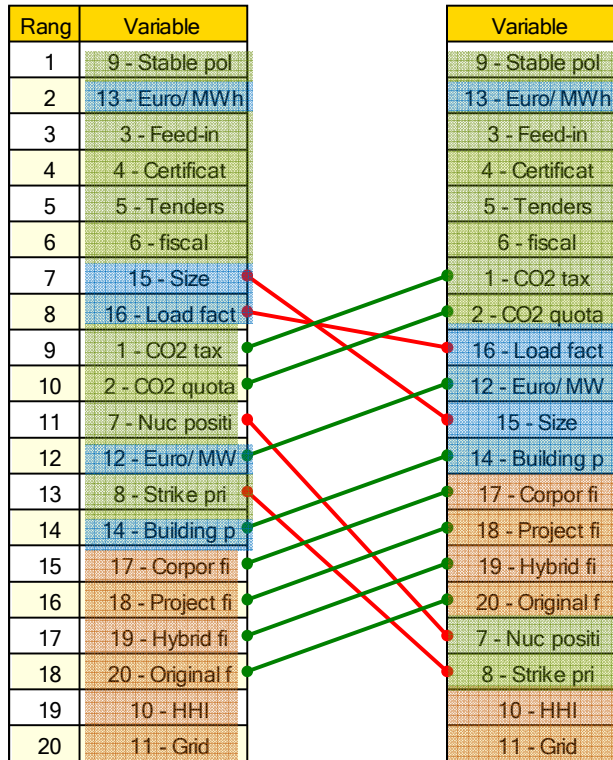 Rang Variable Variable
1 9 - Stable pol 9 - Stable pol
2 13 - Euro/ MWh 13 - Euro/ MWh
3 3 - Feed-in 3 - Feed-in
4 4 - Certificat 4 - Certificat
5 5 - Tenders 5 - Tenders
6 6 - fiscal 6 - fiscal
7 15 - Size 1 - CO2 tax
8 16 - Load fact 2 - CO2 quota
9 1 - CO2 tax 16 - Load fact
10 2 - CO2 quota 12 - Euro/ MW
11 7 - Nuc positi 15 - Size
12 12 - Euro/ MW 14 - Building p
13 8 - Strike pri 17 - Corpor fi
14 14 - Building p 18 - Project fi
15 17 - Corpor fi 19 - Hybrid fi
16 18 - Project fi 20 - Original f
17 19 - Hybrid fi 7 - Nuc positi
18 20 - Original f 8 - Strike pri
19 10 - HHI 10 - HHI
20 11 - Grid 11 - Grid